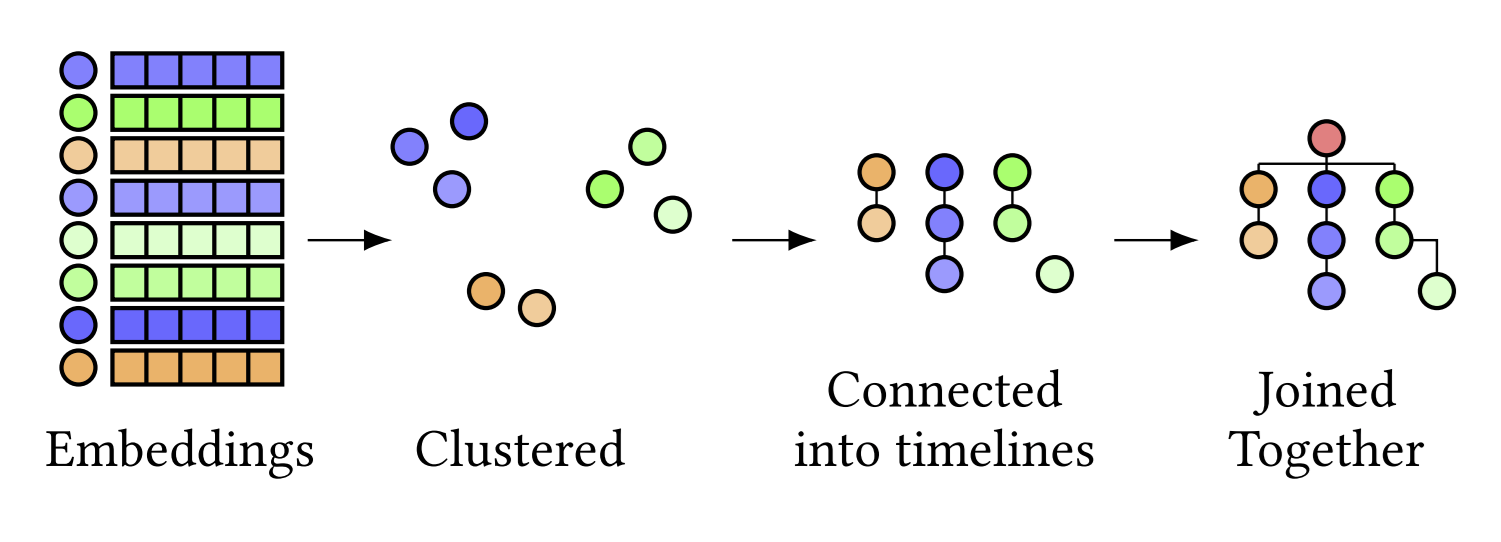 Embeddings
Clustered
Connected
into timelines
Joined
Together